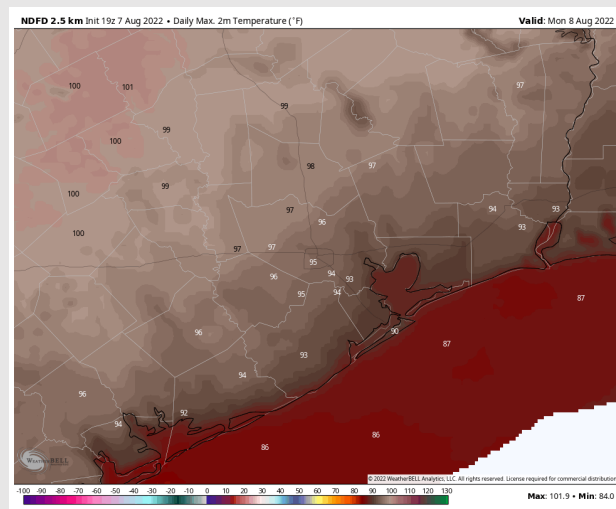 NDFD 2.5 km Init 19z 7 Aug 2022 • Daily Max. 2m Temperature (°F)
Valid: Mon 8 Aug 2022
100 101 97
99
100 99
98 97
100 99
97 96 94 93
93
100 97 97
95
96 94 93
95 94 87
96 90
87
93
94
96
92
94
86
86
WeatherBELL
© 2022 WeatherBELL Analytics, LLC. All rights reserved. License required for commercial distribution
-100 -90 -80 -70 -60 -50 -40 -30 -20 -10 0 10 20 30 40 50 60 70 80 90 100 110 120 130
Max: 101.9 • Min: 84.0